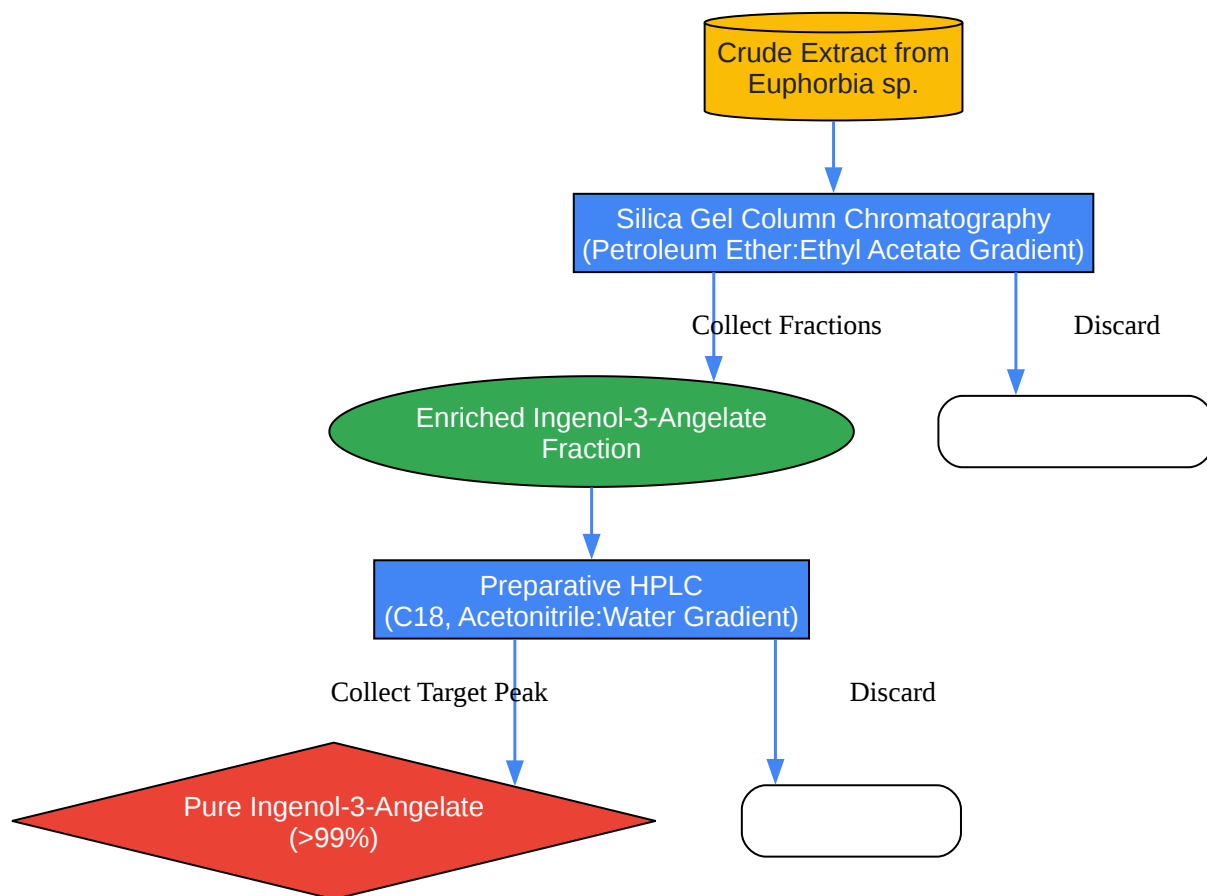 Crude Extract from
Euphorbia sp.
Silica Gel Column Chromatography
(Petroleum Ether:Ethyl Acetate Gradient)
Collect Fractions
Discard
Enriched Ingenol-3-Angelate
Fraction
Preparative HPLC
(C18, Acetonitrile:Water Gradient)
Collect Target Peak
Discard
Pure Ingenol-3-Angelate
(>99%)